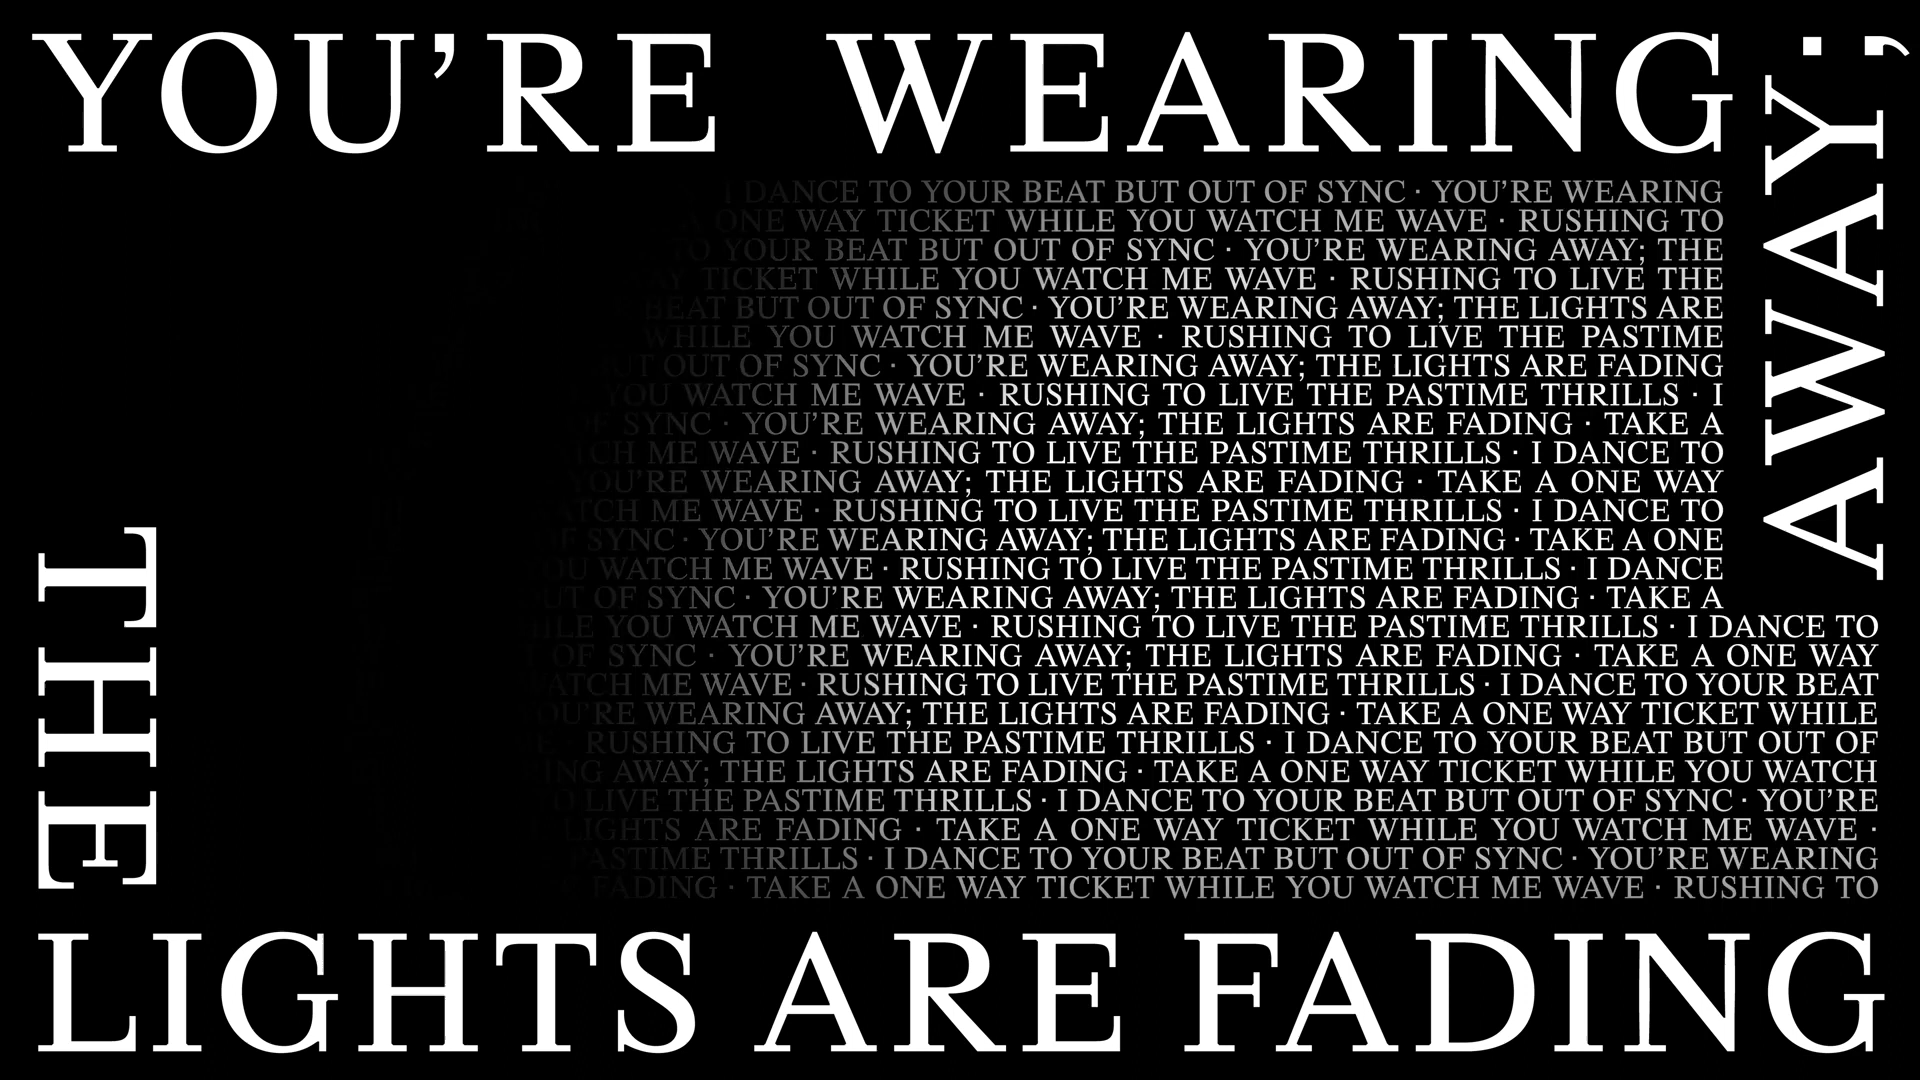 YOU’RE WEARING
AWAY;
I DANCE TO YOUR BEAT BUT OUT OF SYNC · YOU’RE WEARING
ONE WAY TICKET WHILE YOU WATCH ME WAVE · RUSHING TO
TO YOUR BEAT BUT OUT OF SYNC · YOU’RE WEARING AWAY; THE
TICKET WHILE YOU WATCH ME WAVE · RUSHING TO LIVE THE
BEAT BUT OUT OF SYNC · YOU’RE WEARING AWAY; THE LIGHTS ARE
WHILE YOU WATCH ME WAVE · RUSHING TO LIVE THE PASTIME
OUT OF SYNC · YOU’RE WEARING AWAY; THE LIGHTS ARE FADING
YOU WATCH ME WAVE · RUSHING TO LIVE THE PASTIME THRILLS · I
SYNC · YOU’RE WEARING AWAY; THE LIGHTS ARE FADING · TAKE A
ME WAVE · RUSHING TO LIVE THE PASTIME THRILLS · I DANCE TO
YOU’RE WEARING AWAY; THE LIGHTS ARE FADING · TAKE A ONE WAY
ME WAVE · RUSHING TO LIVE THE PASTIME THRILLS · I DANCE TO
SYNC · YOU’RE WEARING AWAY; THE LIGHTS ARE FADING · TAKE A ONE
WATCH ME WAVE · RUSHING TO LIVE THE PASTIME THRILLS · I DANCE
OF SYNC · YOU’RE WEARING AWAY; THE LIGHTS ARE FADING · TAKE A
YOU WATCH ME WAVE · RUSHING TO LIVE THE PASTIME THRILLS · I DANCE TO
OF SYNC · YOU’RE WEARING AWAY; THE LIGHTS ARE FADING · TAKE A ONE WAY
ME WAVE · RUSHING TO LIVE THE PASTIME THRILLS · I DANCE TO YOUR BEAT
YOU’RE WEARING AWAY; THE LIGHTS ARE FADING · TAKE A ONE WAY TICKET WHILE
· RUSHING TO LIVE THE PASTIME THRILLS · I DANCE TO YOUR BEAT BUT OUT OF
AWAY; THE LIGHTS ARE FADING · TAKE A ONE WAY TICKET WHILE YOU WATCH
LIVE THE PASTIME THRILLS · I DANCE TO YOUR BEAT BUT OUT OF SYNC · YOU’RE
LIGHTS ARE FADING · TAKE A ONE WAY TICKET WHILE YOU WATCH ME WAVE ·
PASTIME THRILLS · I DANCE TO YOUR BEAT BUT OUT OF SYNC · YOU’RE WEARING
FADING · TAKE A ONE WAY TICKET WHILE YOU WATCH ME WAVE · RUSHING TO
THE
LIGHTS ARE FADING